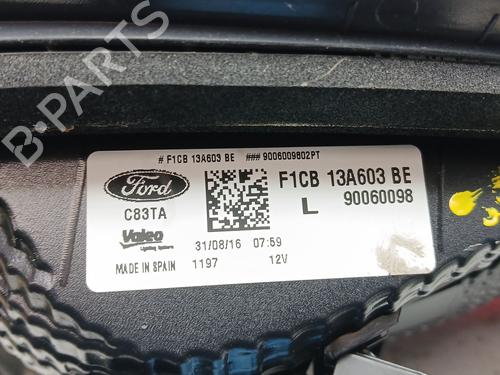 B-PARTS
# F1CB 13A603 BE ### 9006009802PT
Ford
F1CB 13A603 BE
C83TA
L 90060098
Valeo
Lighting Systems
31/08/16 07:59
MADE IN SPAIN 1197 12V